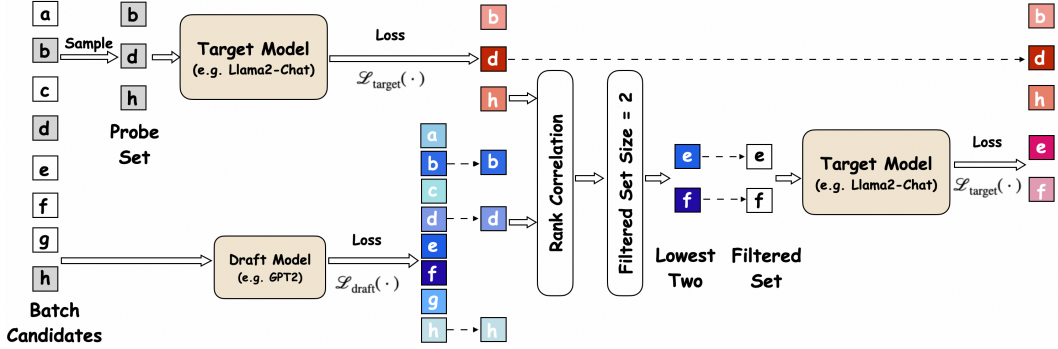 a
b
c
d
e
f
g
h
Batch
Candidates
Sample
b
d
h
Probe
Set
Target Model
(e.g. Llama2-Chat)
Loss
ℒtarget(·)
b
d
h
Draft Model
(e.g. GPT2)
Loss
ℒdraft(·)
a
b
c
d
e
f
g
h
b
d
h
Rank Correlation
Filtered Set Size = 2
e
f
Lowest
Two
e
f
Filtered
Set
Target Model
(e.g. Llama2-Chat)
Loss
ℒtarget(·)
b
d
h
e
f